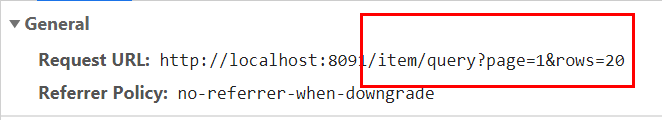 General
Request URL: http://localhost:8091/item/query?page=1&rows=20
Referrer Policy: no-referrer-when-downgrade